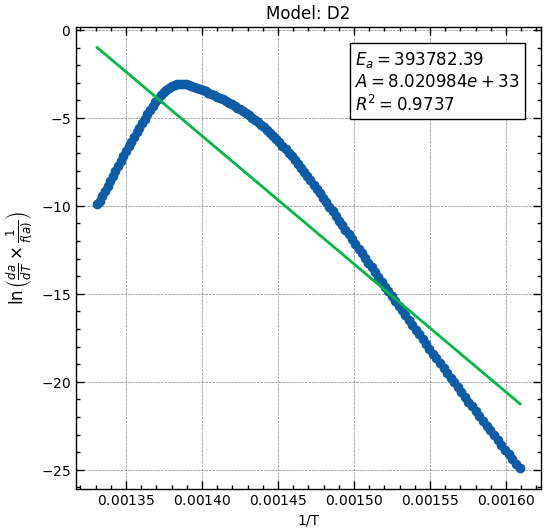 Model: D2
E_a = 393782.39
A = 8.020984e + 33
R^2 = 0.9737
ln (da/dT × 1/f(a))
0
−5
−10
−15
−20
−25
0.00135 0.00140 0.00145 0.00150 0.00155 0.00160
1/T